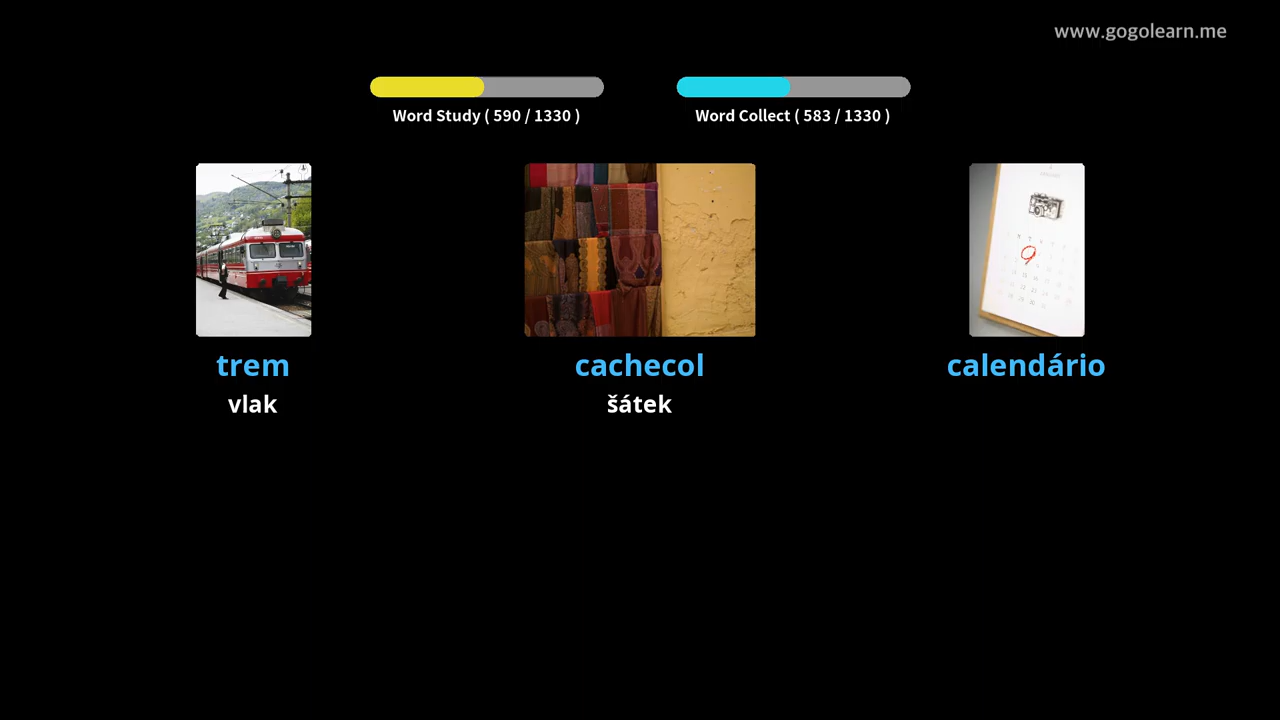 www.gogolearn.me
Word Study ( 590 / 1330 )
Word Collect ( 583 / 1330 )
trem
cachecol
calendário
vlak
šátek